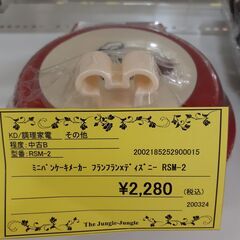 KD/調理家電　その他
程度:中古B
型番:RSM-2
2002185252900015
ミニパンケーキメーカー フランフラン×ディズニー RSM-2
¥2,280 (税込)
200324
The Jungle-Jungle